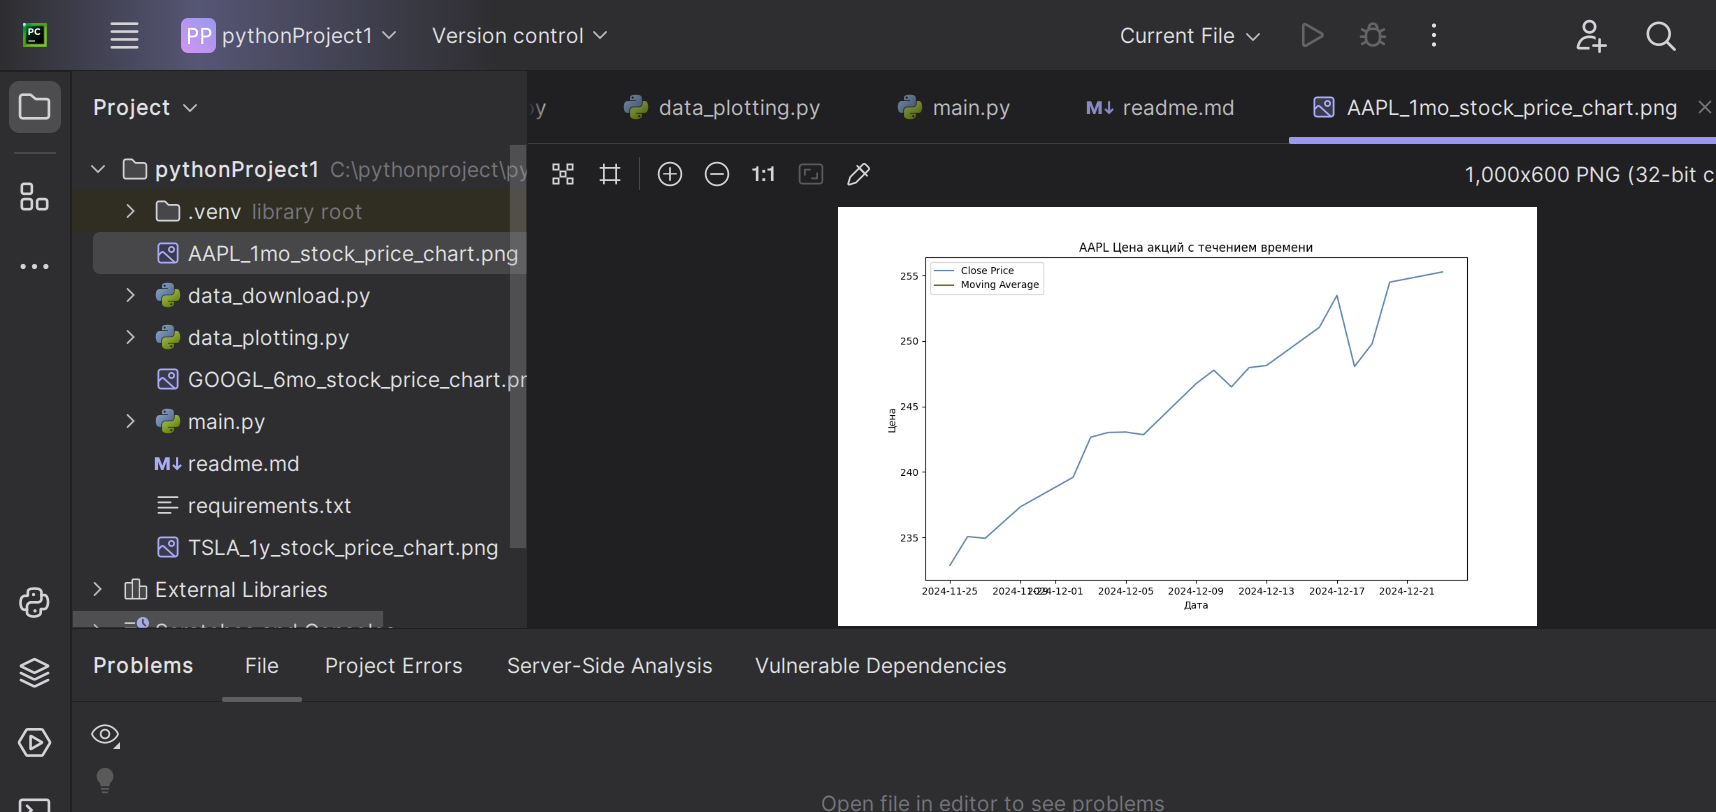 PC
PP pythonProject1
Version control
Current File
Project
y
data_plotting.py
main.py
M↓ readme.md
AAPL_1mo_stock_price_chart.png
pythonProject1 C:\pythonproject\py
.venv library root
AAPL_1mo_stock_price_chart.png
data_download.py
data_plotting.py
GOOGL_6mo_stock_price_chart.pn
main.py
M↓ readme.md
requirements.txt
TSLA_1y_stock_price_chart.png
External Libraries
1:1
1,000x600 PNG (32-bit c
AAPL Цена акций с течением времени
Close Price
Moving Average
255
250
245
240
235
Цена
2024-11-25 2024-11-29 2024-12-01 2024-12-05 2024-12-09 2024-12-13 2024-12-17 2024-12-21
Дата
Problems
File
Project Errors
Server-Side Analysis
Vulnerable Dependencies
Open file in editor to see problems